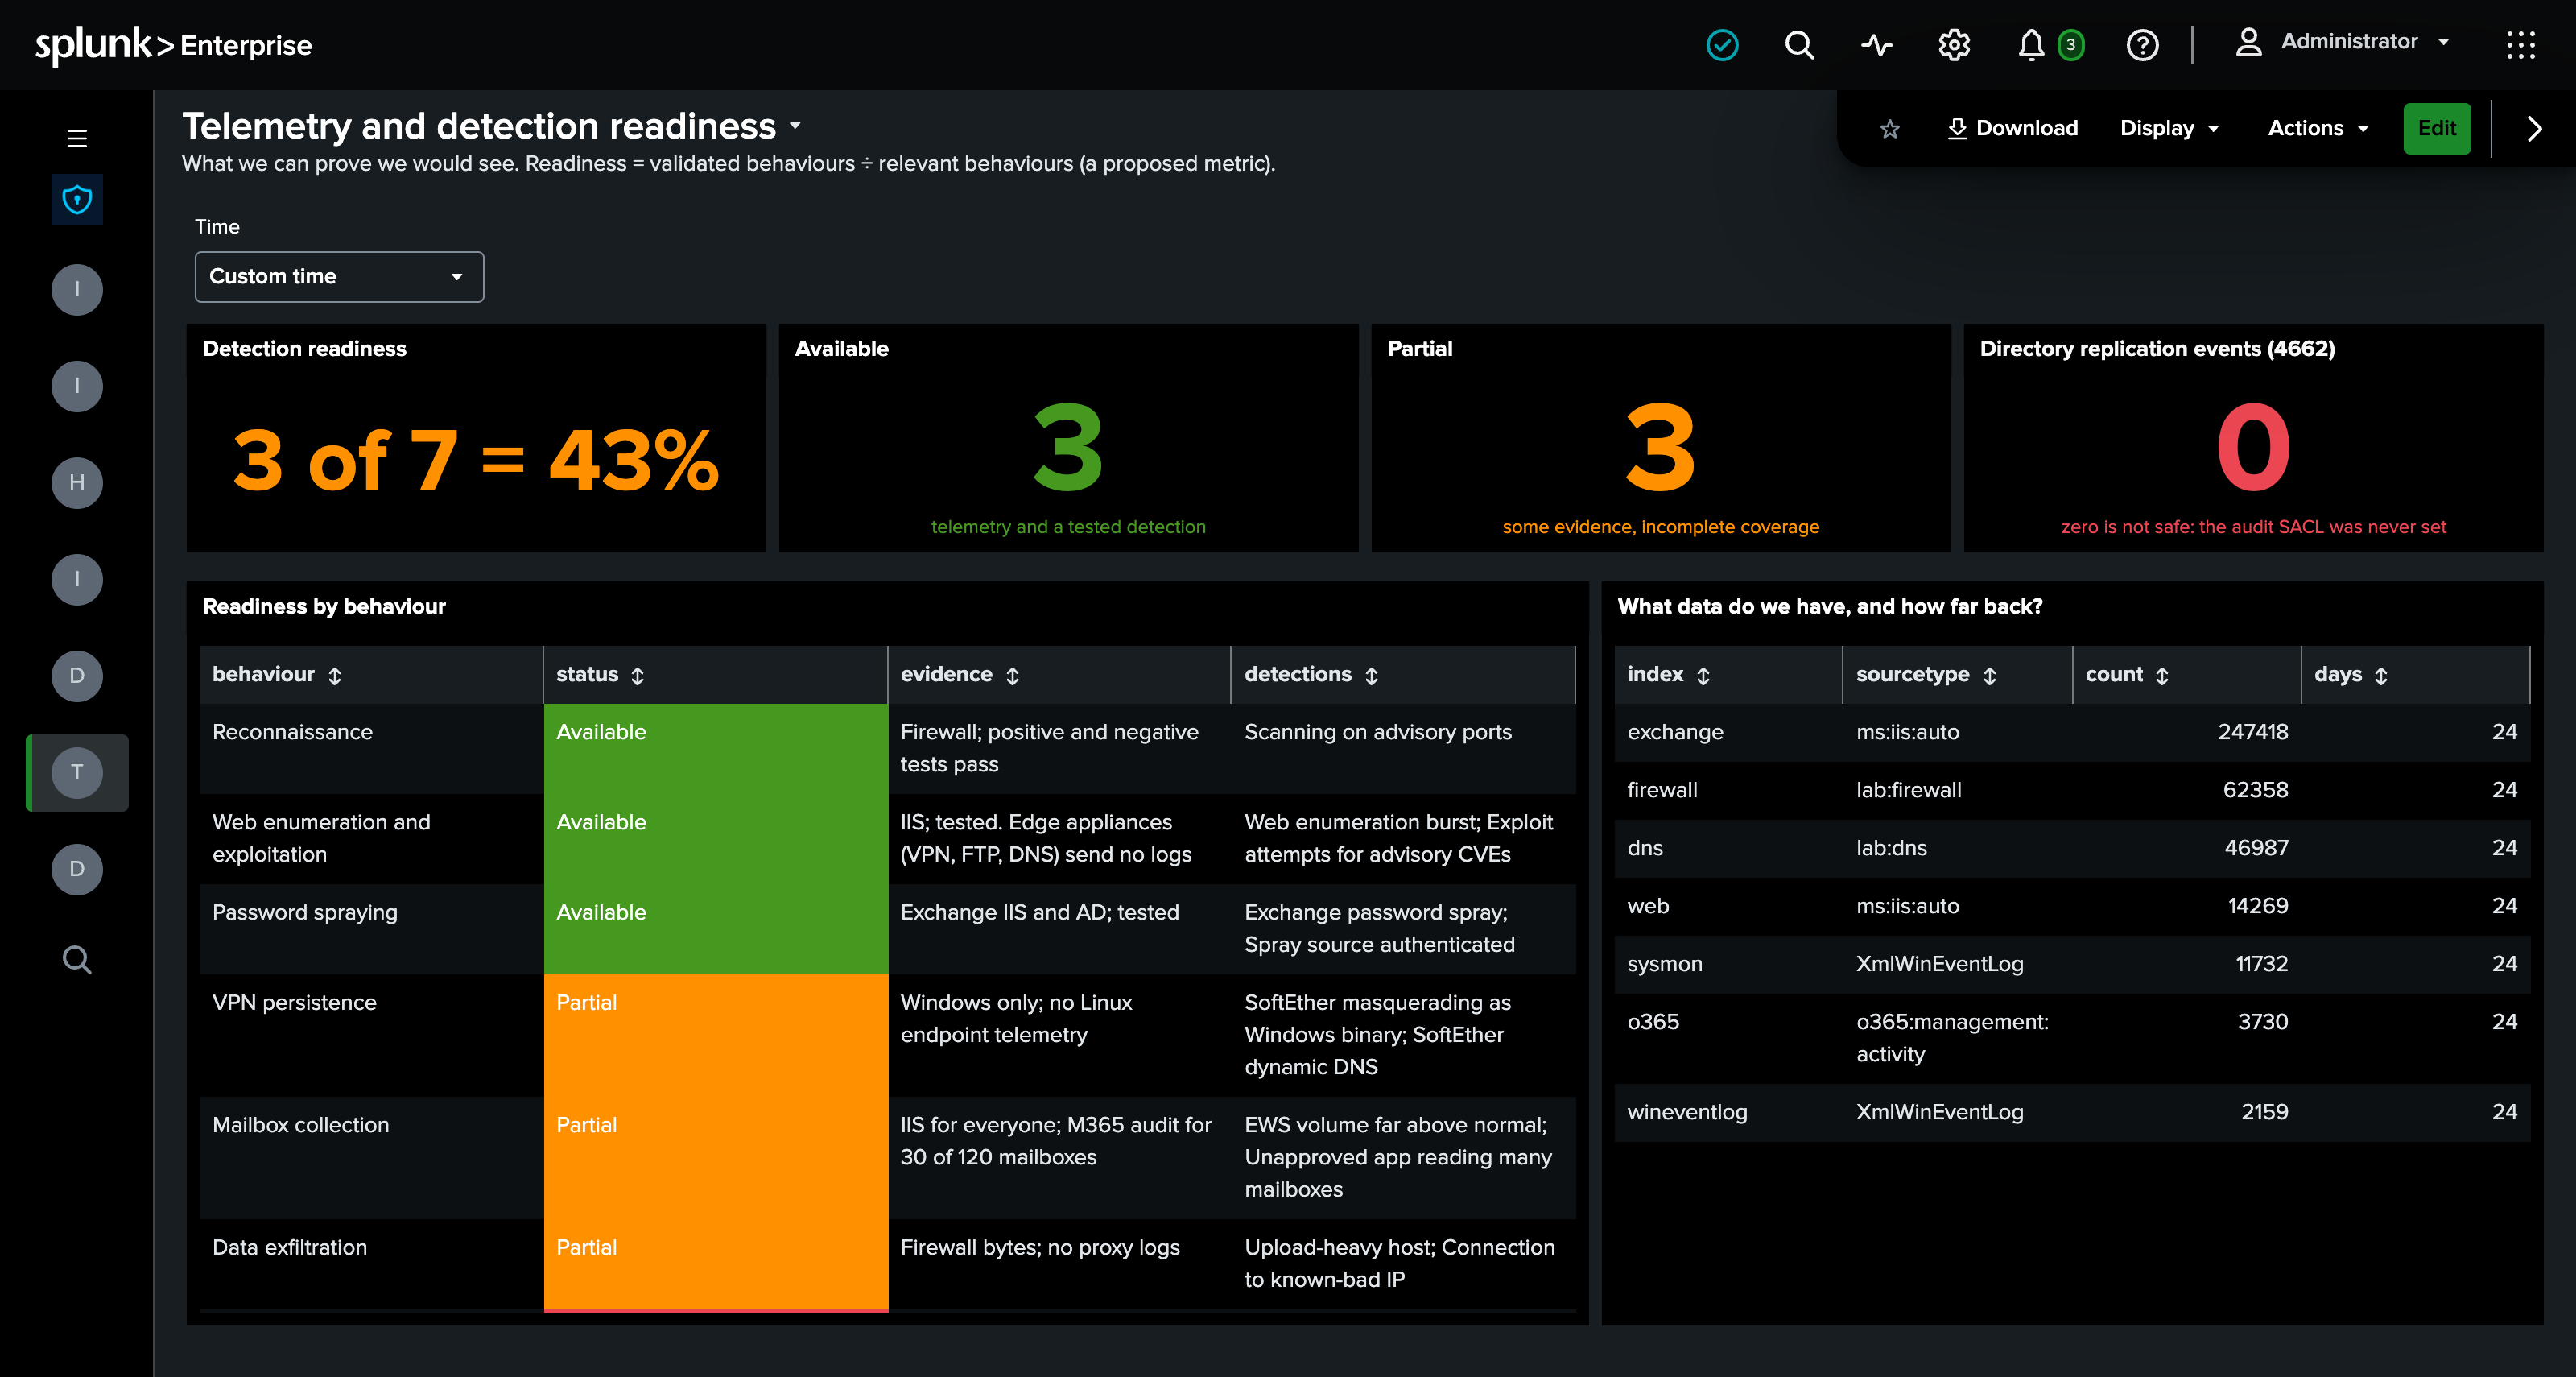 splunk> Enterprise
3
Administrator
Telemetry and detection readiness
Download
Display
Actions
Edit
What we can prove we would see. Readiness = validated behaviours ÷ relevant behaviours (a proposed metric).
Time
Custom time
I
I
H
I
D
T
D
Detection readiness
3 of 7 = 43%
Available
3
telemetry and a tested detection
Partial
3
some evidence, incomplete coverage
Directory replication events (4662)
0
zero is not safe: the audit SACL was never set
Readiness by behaviour
behaviour status evidence detections
Reconnaissance Available Firewall; positive and negative Scanning on advisory ports
tests pass
Web enumeration and Available IIS; tested. Edge appliances Web enumeration burst; Exploit
exploitation (VPN, FTP, DNS) send no logs attempts for advisory CVEs
Password spraying Available Exchange IIS and AD; tested Exchange password spray;
Spray source authenticated
VPN persistence Partial Windows only; no Linux SoftEther masquerading as
endpoint telemetry Windows binary; SoftEther
dynamic DNS
Mailbox collection Partial IIS for everyone; M365 audit for EWS volume far above normal;
30 of 120 mailboxes Unapproved app reading many
mailboxes
Data exfiltration Partial Firewall bytes; no proxy logs Upload-heavy host; Connection
to known-bad IP
What data do we have, and how far back?
index sourcetype count days
exchange ms:iis:auto 247418 24
firewall lab:firewall 62358 24
dns lab:dns 46987 24
web ms:iis:auto 14269 24
sysmon XmlWinEventLog 11732 24
o365 o365:management: 3730 24
activity
wineventlog XmlWinEventLog 2159 24